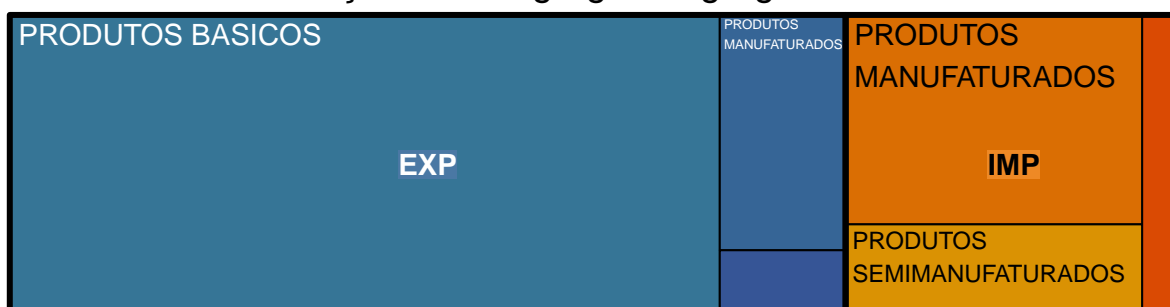 PRODUTOS BASICOS
EXP
PRODUTOS
MANUFATURADOS
PRODUTOS
MANUFATURADOS
IMP
PRODUTOS
SEMIMANUFATURADOS